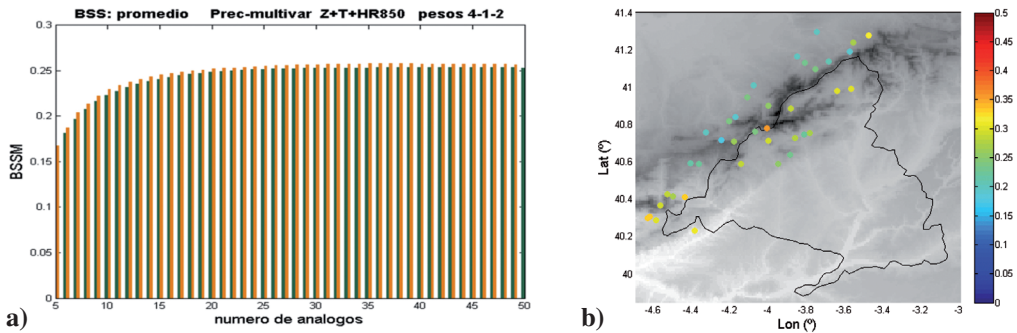 BSS: promedio Prec-multivar Z+T+HR850 pesos 4-1-2
0.3
0.25
0.2
0.15
0.1
0.05
0
BSSM
5 10 15 20 25 30 35 40 45 50
numero de analogos
a)
41.4
41.2
41
40.8
40.6
40.4
40.2
40
Lat (º)
-4.6 -4.4 -4.2 -4 -3.8 -3.6 -3.4 -3.2 -3
Lon (º)
0.5
0.45
0.4
0.35
0.3
0.25
0.2
0.15
0.1
0.05
0
b)